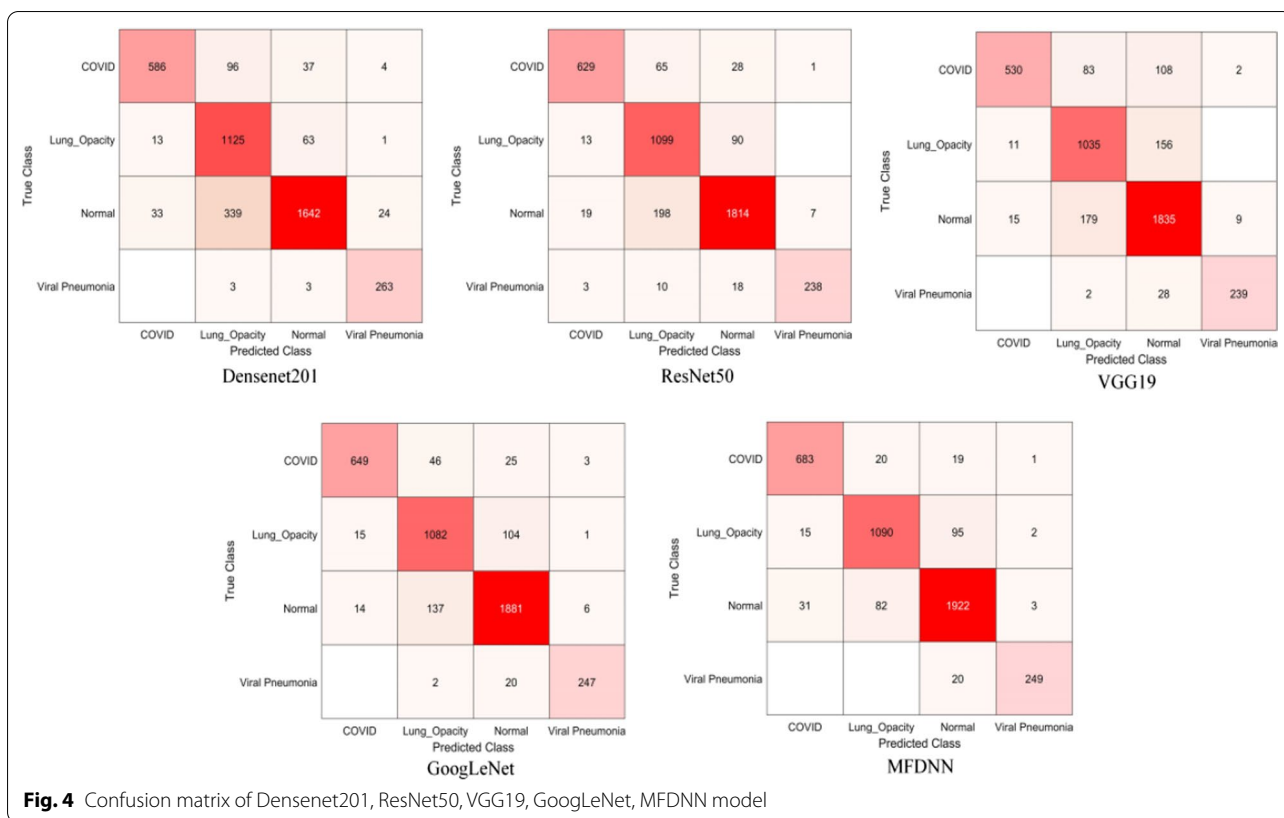 True Class
COVID 586 96 37 4
Lung_Opacity 13 1125 63 1
Normal 33 339 1642 24
Viral Pneumonia 3 3 263
COVID Lung_Opacity Normal Viral Pneumonia
Predicted Class
Densenet201
True Class
COVID 629 65 28 1
Lung_Opacity 13 1099 90
Normal 19 198 1814 7
Viral Pneumonia 3 10 18 238
COVID Lung_Opacity Normal Viral Pneumonia
Predicted Class
ResNet50
True Class
COVID 530 83 108 2
Lung_Opacity 11 1035 156
Normal 15 179 1835 9
Viral Pneumonia 2 28 239
COVID Lung_Opacity Normal Viral Pneumonia
Predicted Class
VGG19
True Class
COVID 649 46 25 3
Lung_Opacity 15 1082 104 1
Normal 14 137 1881 6
Viral Pneumonia 2 20 247
COVID Lung_Opacity Normal Viral Pneumonia
Predicted Class
GoogLeNet
True Class
COVID 683 20 19 1
Lung_Opacity 15 1090 95 2
Normal 31 82 1922 3
Viral Pneumonia 20 249
COVID Lung_Opacity Normal Viral Pneumonia
Predicted Class
MFDNN
Fig. 4 Confusion matrix of Densenet201, ResNet50, VGG19, GoogLeNet, MFDNN model